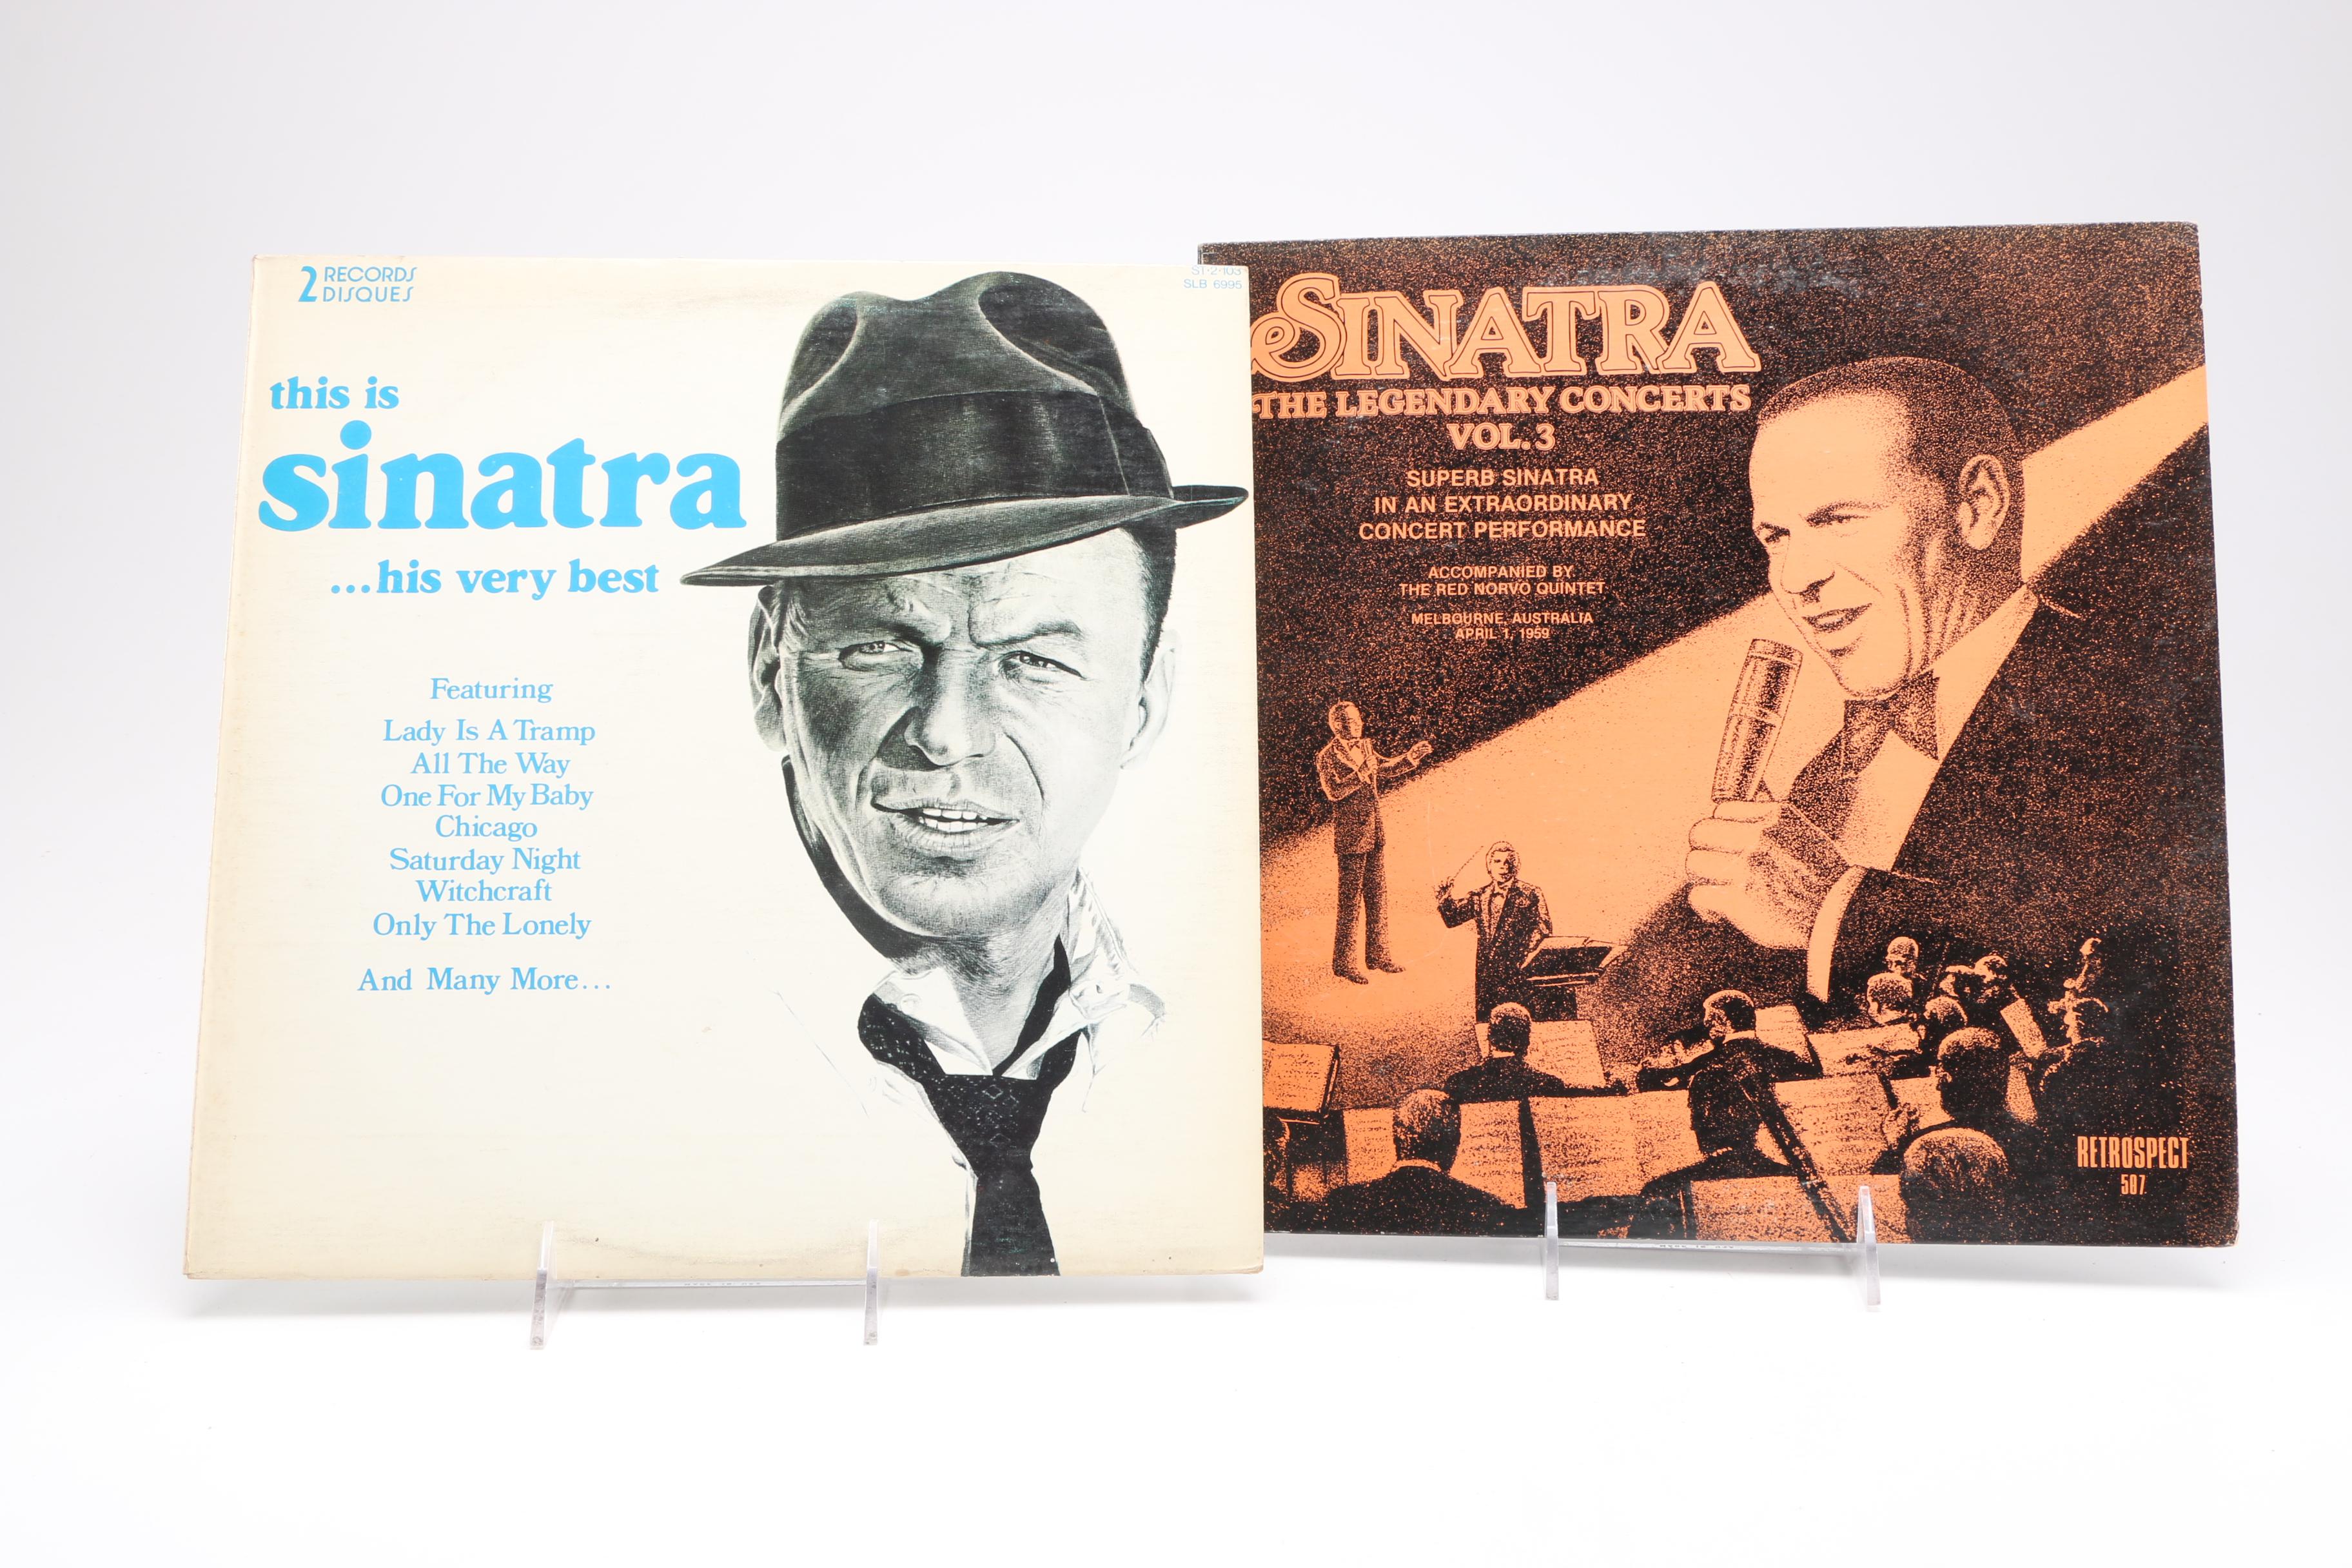 2 RECORDS
DISQUES
ST-2-103
SLB 6995
this is
sinatra
...his very best
Featuring
Lady Is A Tramp
All The Way
One For My Baby
Chicago
Saturday Night
Witchcraft
Only The Lonely
And Many More...
SINATRA
THE LEGENDARY CONCERTS
VOL. 3
SUPERB SINATRA
IN AN EXTRAORDINARY
CONCERT PERFORMANCE
ACCOMPANIED BY
THE RED NORVO QUINTET
MELBOURNE, AUSTRALIA
APRIL 1, 1959
RETROSPECT
507